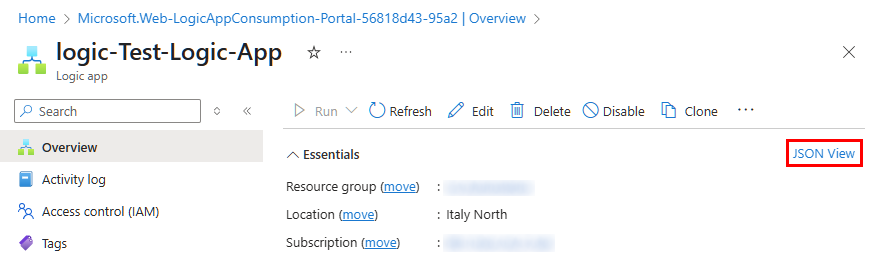 Home > Microsoft.Web-LogicAppConsumption-Portal-56818d43-95a2 | Overview >
logic-Test-Logic-App ☆ ...
Logic app
Search
Run Refresh Edit Delete Disable Clone ...
Overview
Activity log
Access control (IAM)
Tags
Essentials
JSON View
Resource group (move) :
Location (move) : Italy North
Subscription (move) :